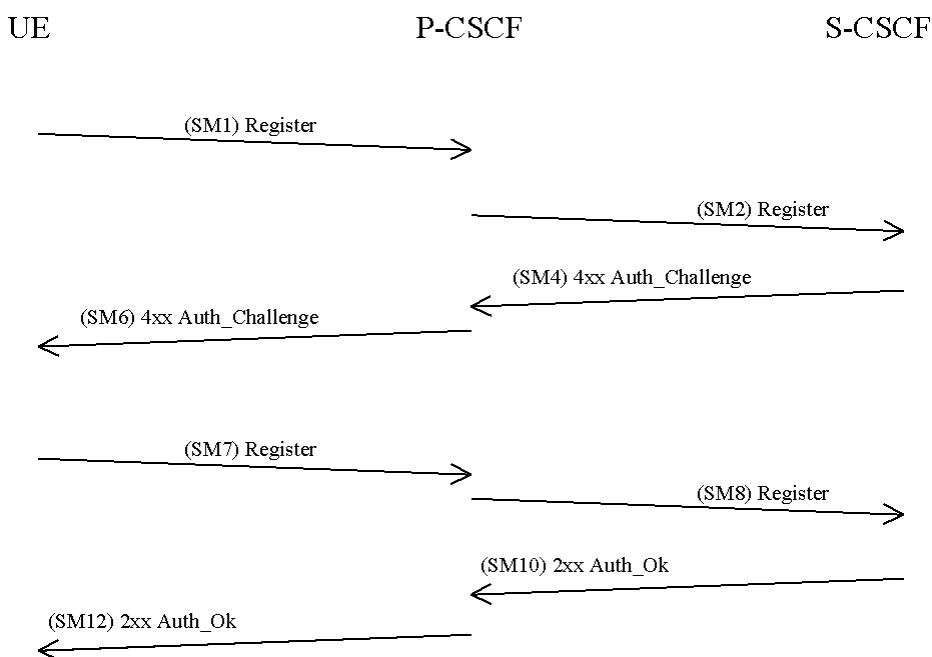 UE P-CSCF S-CSCF
(SM1) Register
(SM2) Register
(SM4) 4xx Auth_Challenge
(SM6) 4xx Auth_Challenge
(SM7) Register
(SM8) Register
(SM10) 2xx Auth_Ok
(SM12) 2xx Auth_Ok